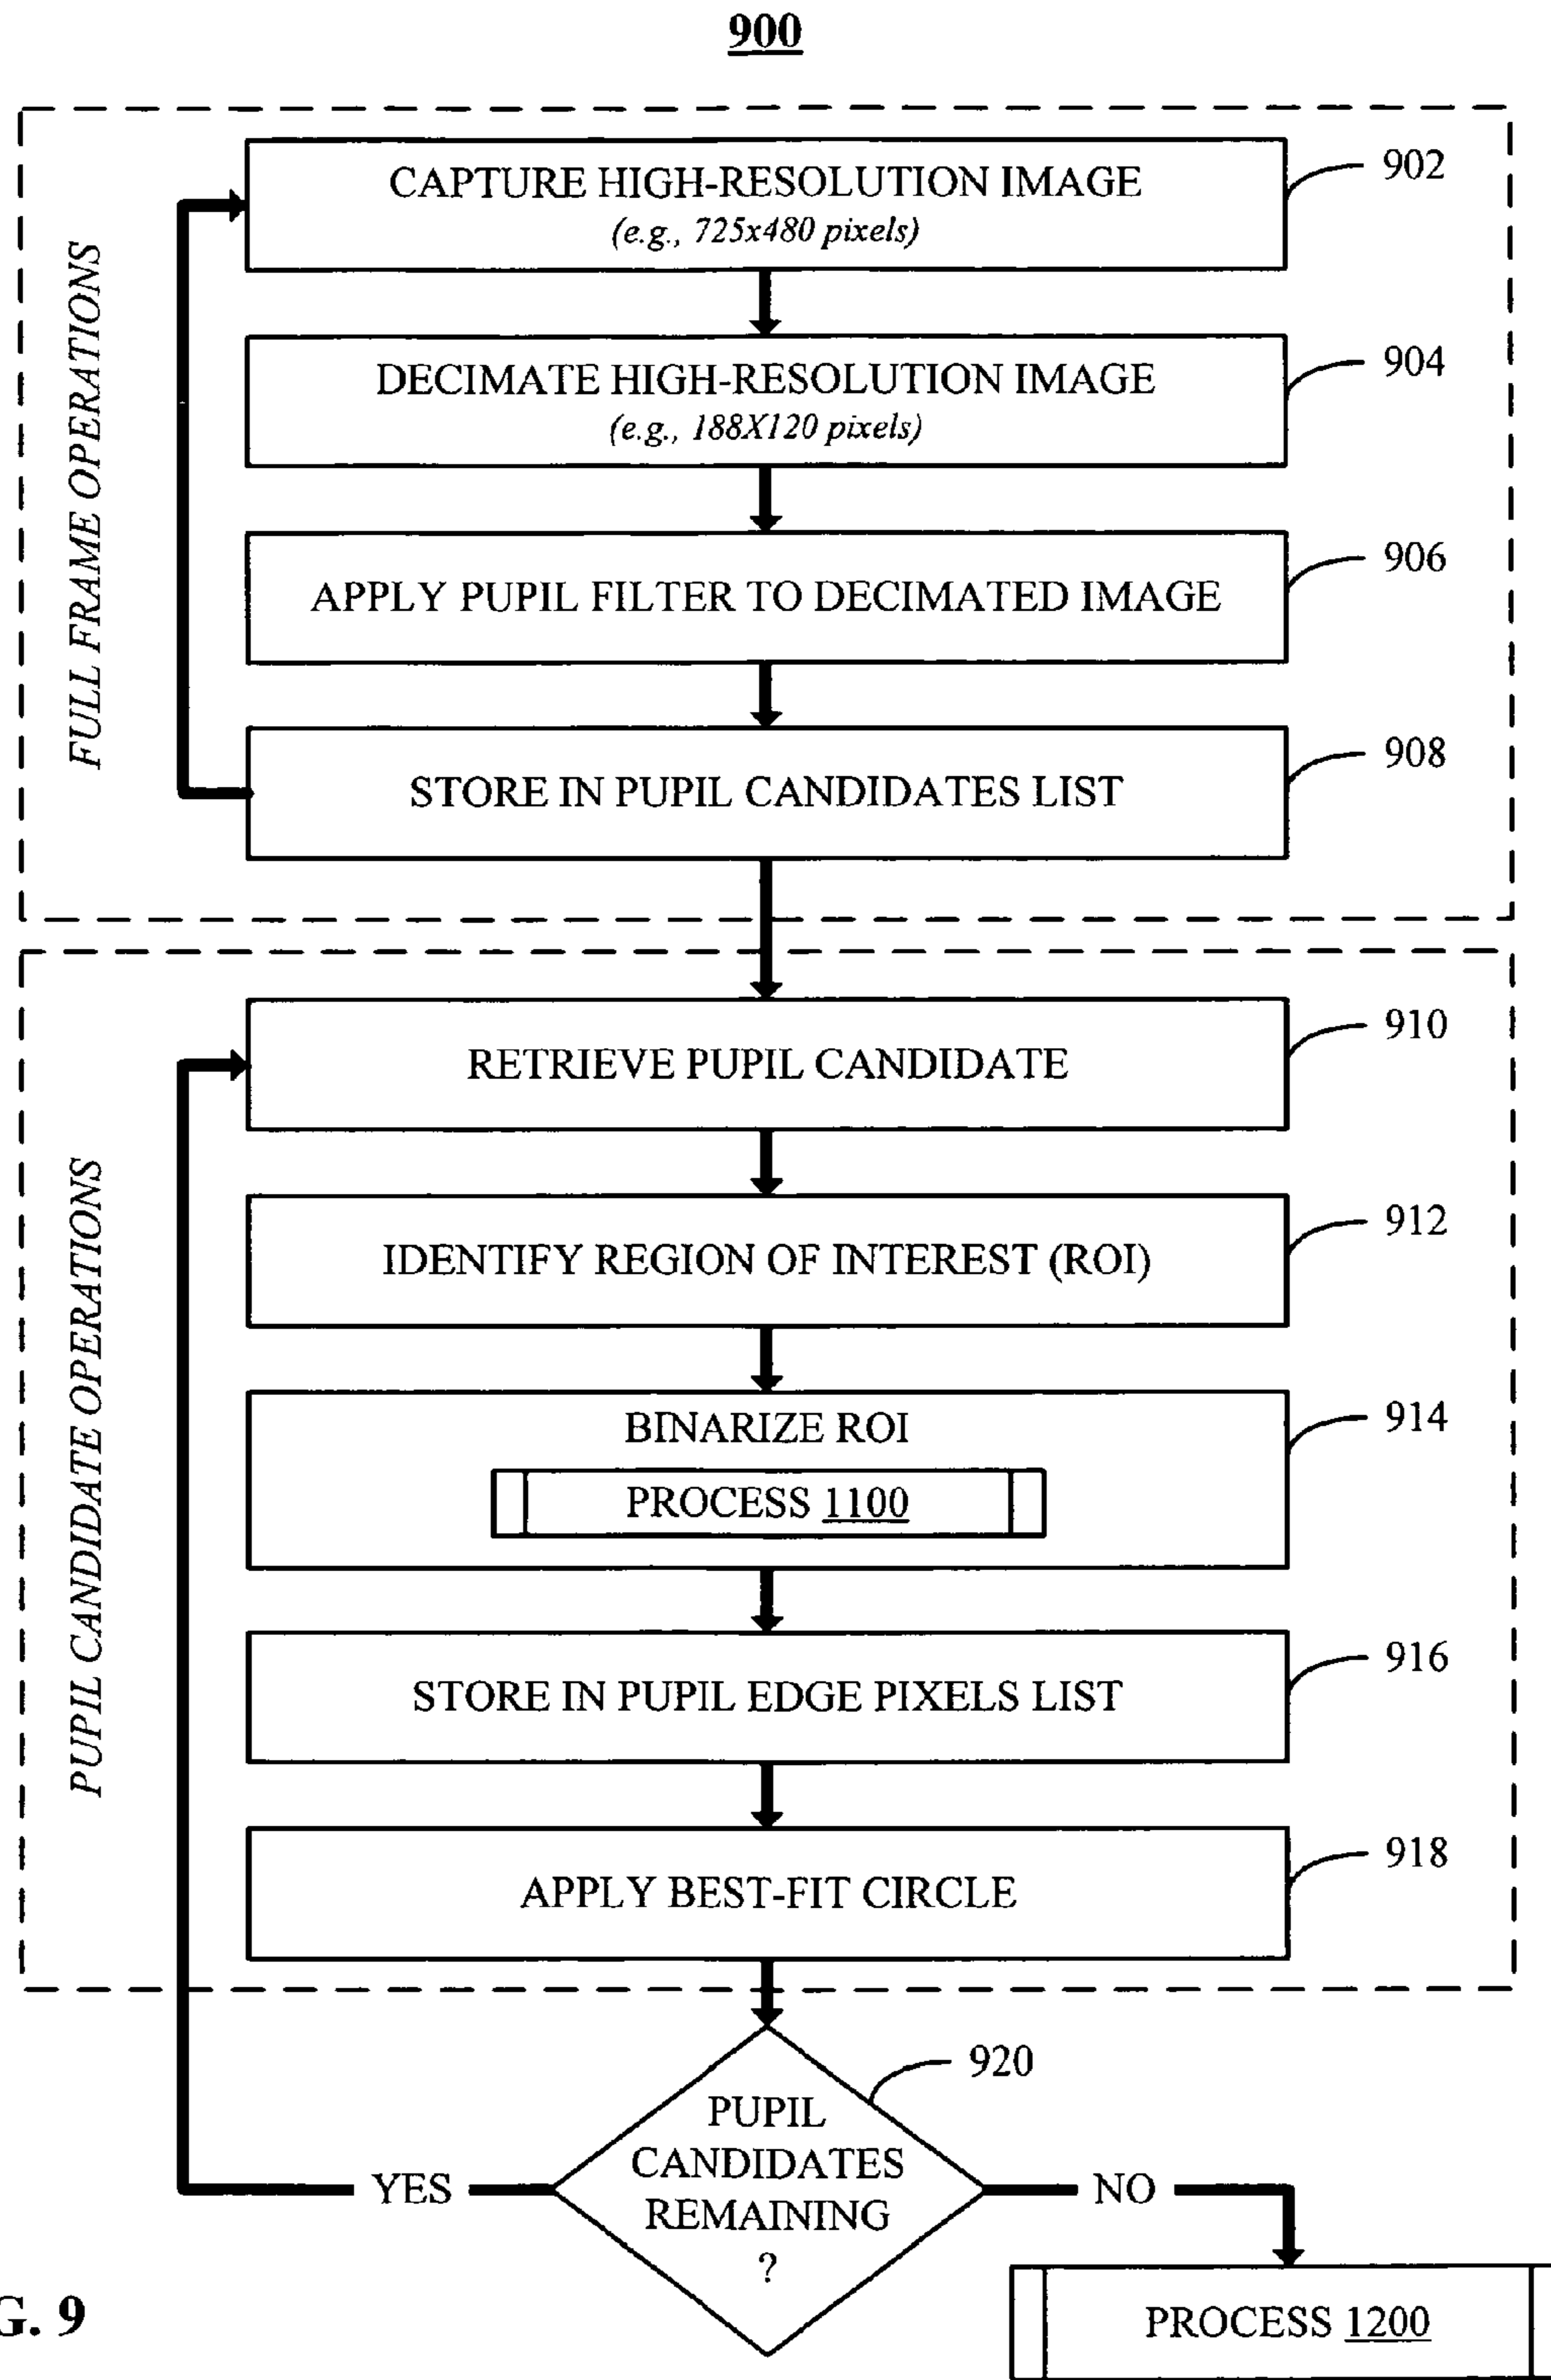 900
FULL FRAME OPERATIONS
CAPTURE HIGH-RESOLUTION IMAGE
(e.g., 725x480 pixels)
902
DECIMATE HIGH-RESOLUTION IMAGE
(e.g., 188X120 pixels)
904
APPLY PUPIL FILTER TO DECIMATED IMAGE
906
STORE IN PUPIL CANDIDATES LIST
908
PUPIL CANDIDATE OPERATIONS
RETRIEVE PUPIL CANDIDATE
910
IDENTIFY REGION OF INTEREST (ROI)
912
BINARIZE ROI
PROCESS 1100
914
STORE IN PUPIL EDGE PIXELS LIST
916
APPLY BEST-FIT CIRCLE
918
PUPIL
CANDIDATES
REMAINING
?
920
YES
NO
PROCESS 1200
G. 9